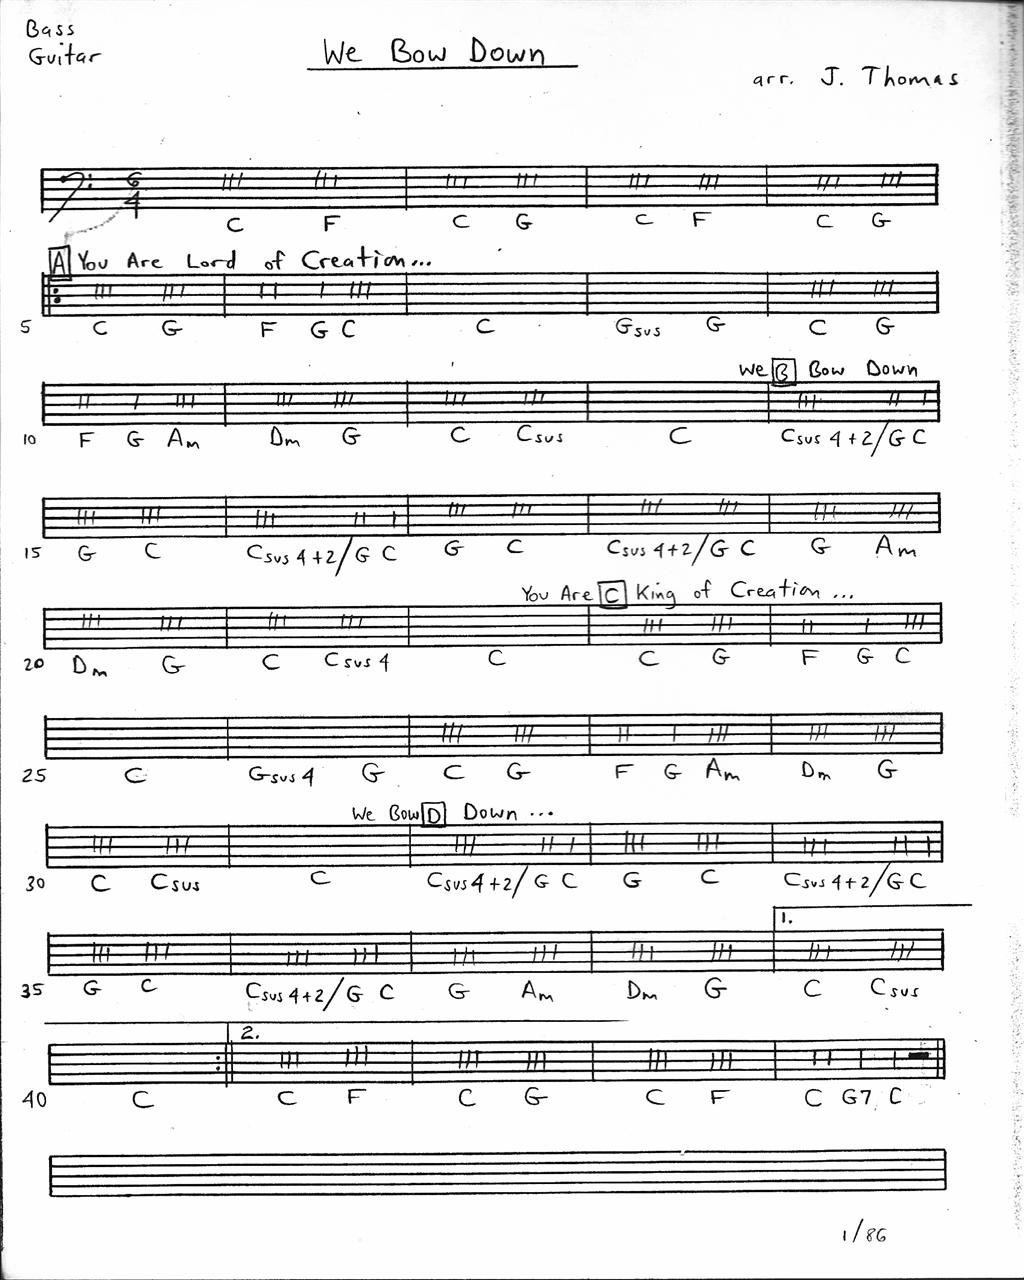 Bass
Guitar
We Bow Down
arr. J. Thomas
6
4
C F C G C F C G
A You Are Lord of Creation...
5 C G F G C C Gsus G C G
We B Bow Down
10 F G Am Dm G C Csus C Csus 4+2/G C
15 G C Csus 4+2/G C G C Csus 4+2/G C G Am
You Are C King of Creation ...
20 Dm G C Csus 4 C C G F G C
25 C Gsus 4 G C G F G Am Dm G
We Bow D Down ...
30 C Csus C Csus 4+2/G C G C Csus 4+2/G C
1.
35 G C Csus 4+2/G C G Am Dm G C Csus
2.
40 C C F C G C F C G7 C
1/86